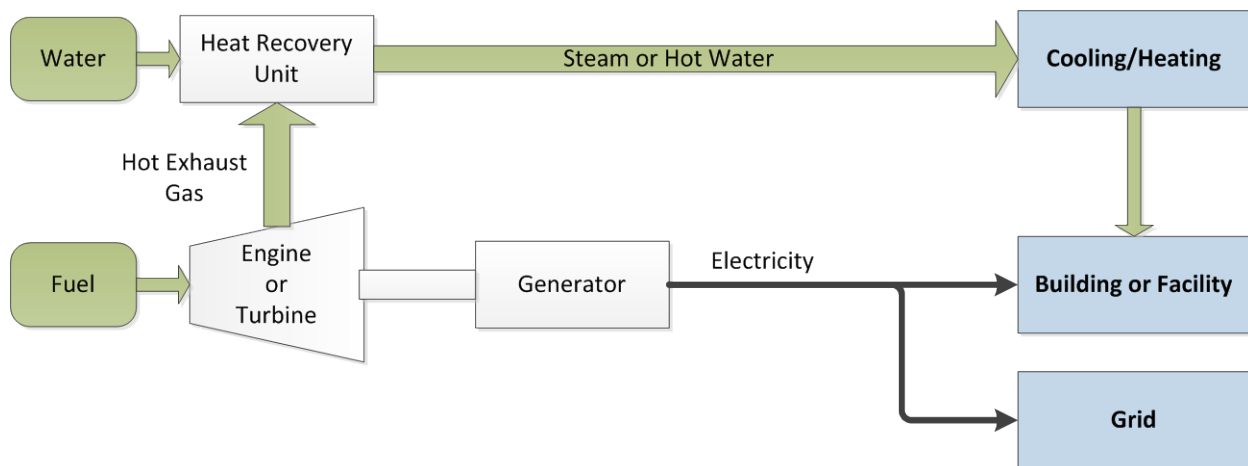 Water
Heat Recovery
Unit
Steam or Hot Water
Cooling/Heating
Hot Exhaust
Gas
Fuel
Engine
or
Turbine
Generator
Electricity
Building or Facility
Grid